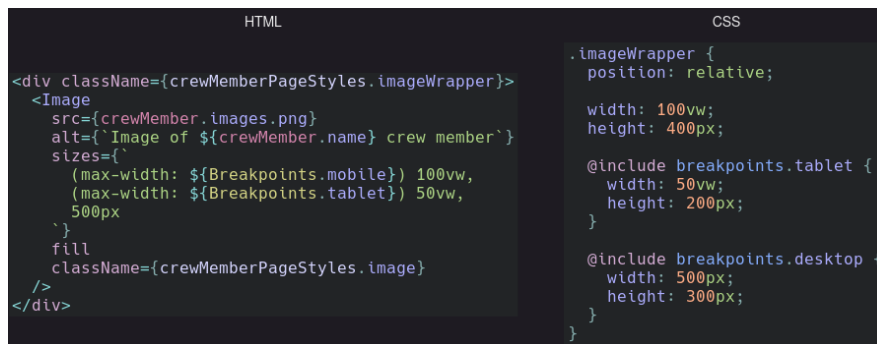 HTML
<div className={crewMemberPageStyles.imageWrapper}>
  <Image
    src={crewMember.images.png}
    alt={`Image of ${crewMember.name} crew member`}
    sizes={`
      (max-width: ${Breakpoints.mobile}) 100vw,
      (max-width: ${Breakpoints.tablet}) 50vw,
      500px
    `}
    fill
    className={crewMemberPageStyles.image}
  />
</div>
CSS
.imageWrapper {
  position: relative;
  width: 100vw;
  height: 400px;
  @include breakpoints.tablet {
    width: 50vw;
    height: 200px;
  }
  @include breakpoints.desktop {
    width: 500px;
    height: 300px;
  }
}